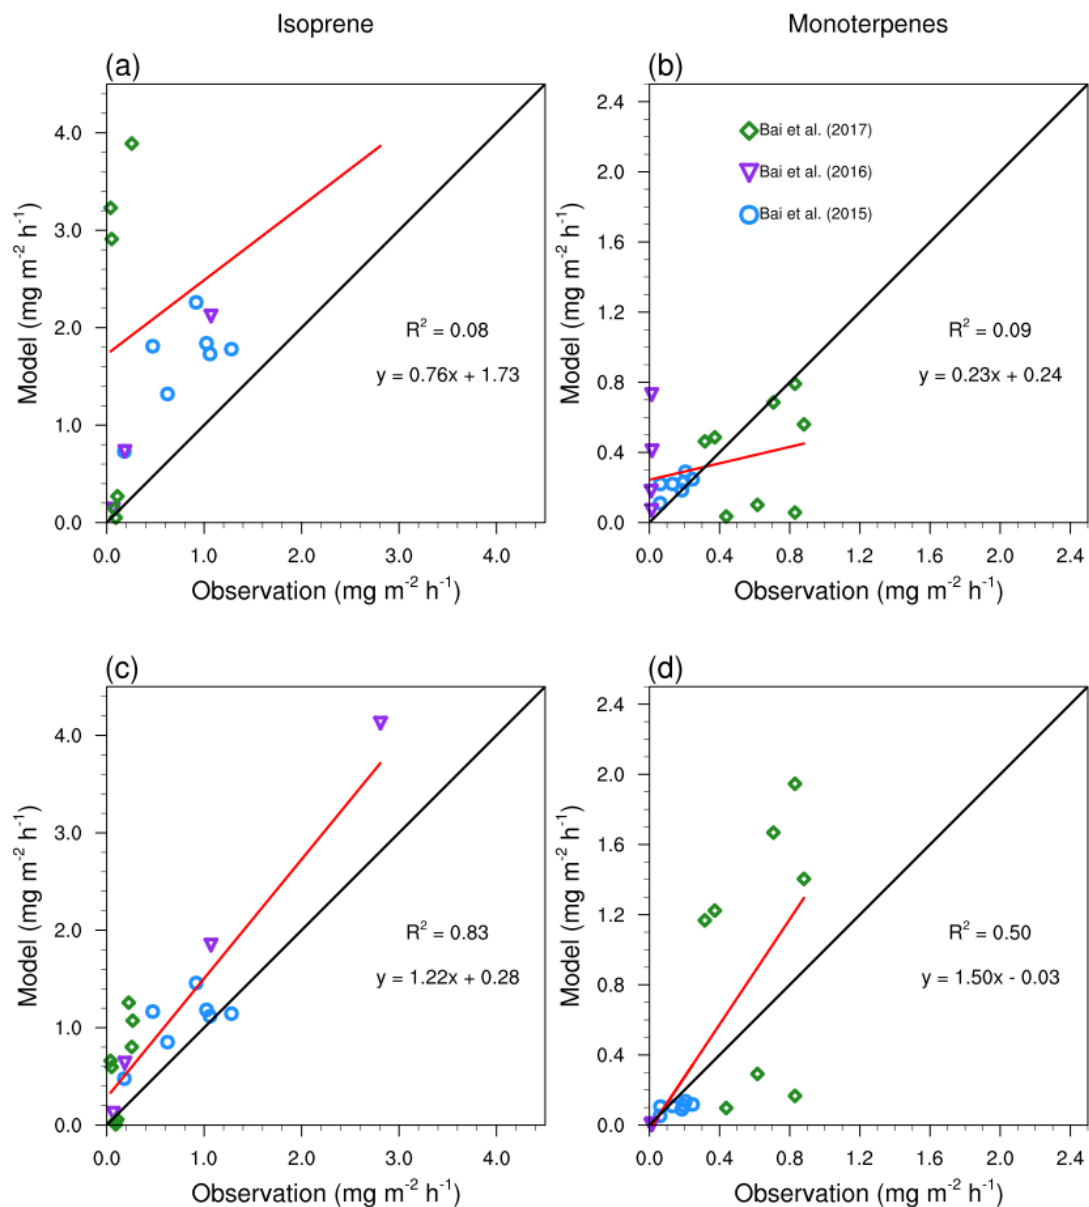 Isoprene
Monoterpenes
(a)
4.0
3.0
2.0
1.0
0.0
Model (mg m⁻² h⁻¹)
R² = 0.08
y = 0.76x + 1.73
0.0 1.0 2.0 3.0 4.0
Observation (mg m⁻² h⁻¹)
(b)
2.4
2.0
1.6
1.2
0.8
0.4
0.0
Model (mg m⁻² h⁻¹)
Bai et al. (2017)
Bai et al. (2016)
Bai et al. (2015)
R² = 0.09
y = 0.23x + 0.24
0.0 0.4 0.8 1.2 1.6 2.0 2.4
Observation (mg m⁻² h⁻¹)
(c)
4.0
3.0
2.0
1.0
0.0
Model (mg m⁻² h⁻¹)
R² = 0.83
y = 1.22x + 0.28
0.0 1.0 2.0 3.0 4.0
Observation (mg m⁻² h⁻¹)
(d)
2.4
2.0
1.6
1.2
0.8
0.4
0.0
Model (mg m⁻² h⁻¹)
R² = 0.50
y = 1.50x - 0.03
0.0 0.4 0.8 1.2 1.6 2.0 2.4
Observation (mg m⁻² h⁻¹)